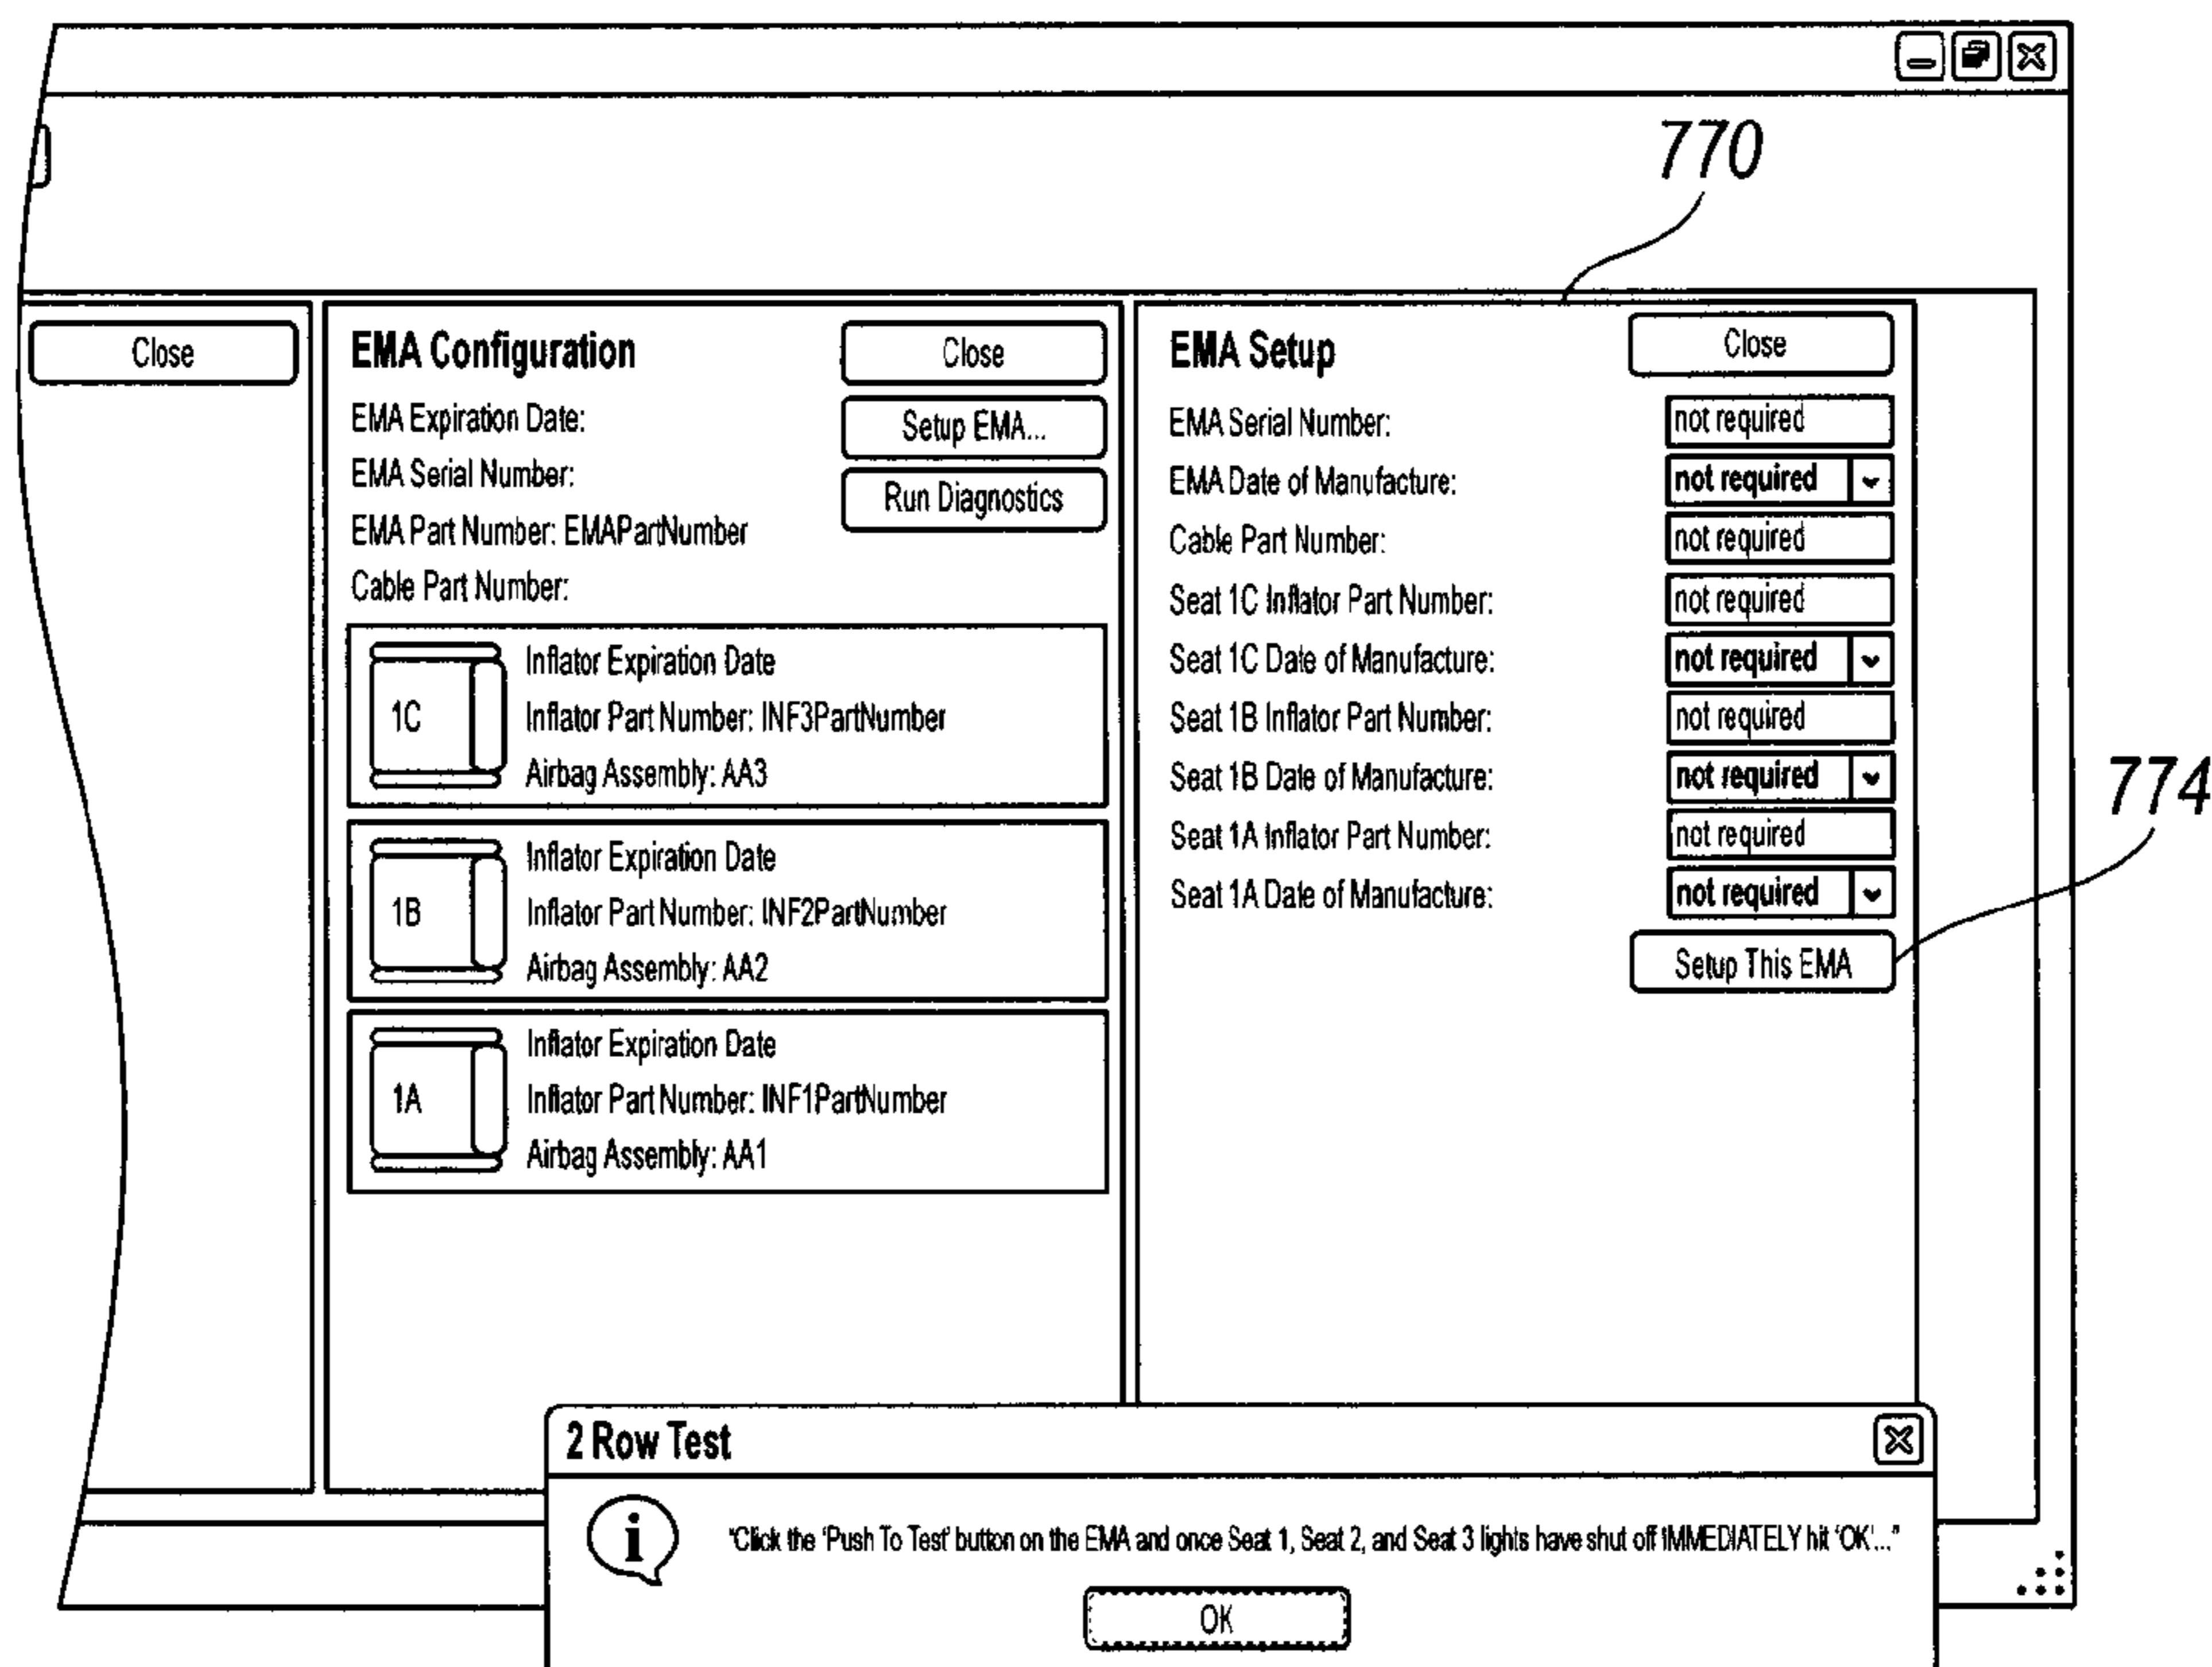 770
Close
EMA Configuration
Close
EMA Expiration Date:
Setup EMA...
EMA Serial Number:
Run Diagnostics
EMA Part Number: EMAPartNumber
Cable Part Number:
1C
Inflator Expiration Date
Inflator Part Number: INF3PartNumber
Airbag Assembly: AA3
1B
Inflator Expiration Date
Inflator Part Number: INF2PartNumber
Airbag Assembly: AA2
1A
Inflator Expiration Date
Inflator Part Number: INF1PartNumber
Airbag Assembly: AA1
EMA Setup
Close
EMA Serial Number: not required
EMA Date of Manufacture: not required
Cable Part Number: not required
Seat 1C Inflator Part Number: not required
Seat 1C Date of Manufacture: not required
Seat 1B Inflator Part Number: not required
Seat 1B Date of Manufacture: not required
Seat 1A Inflator Part Number: not required
Seat 1A Date of Manufacture: not required
Setup This EMA
774
2 Row Test
i
"Click the 'Push To Test' button on the EMA and once Seat 1, Seat 2, and Seat 3 lights have shut off IMMEDIATELY hit 'OK'..."
OK